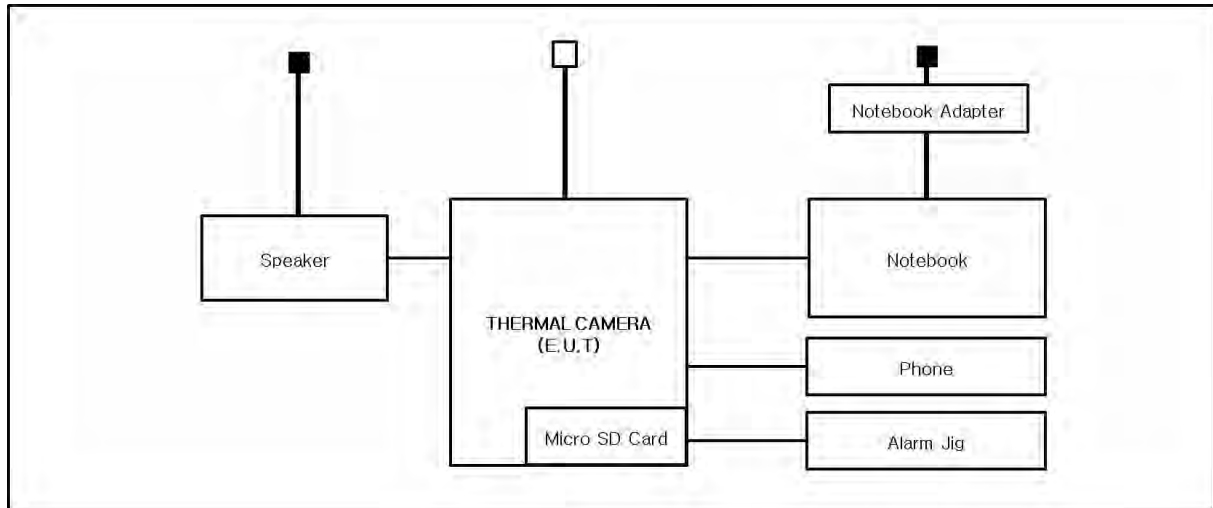 Notebook Adapter
Speaker
Notebook
THERMAL CAMERA
(E.U.T)
Phone
Micro SD Card
Alarm Jig